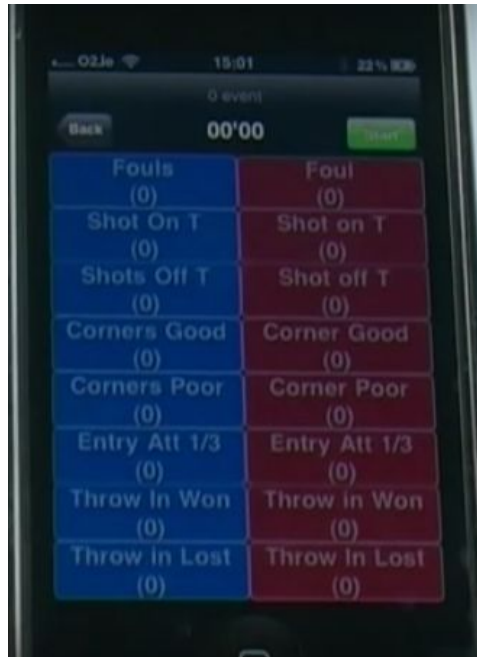 O2.ie 15:01 22%
0 event
Back 00'00 Start
Fouls Foul
(0) (0)
Shot On T Shot on T
(0) (0)
Shots Off T Shot off T
(0) (0)
Corners Good Corner Good
(0) (0)
Corners Poor Corner Poor
(0) (0)
Entry Att 1/3 Entry Att 1/3
(0) (0)
Throw In Won Throw in Won
(0) (0)
Throw in Lost Throw In Lost
(0) (0)